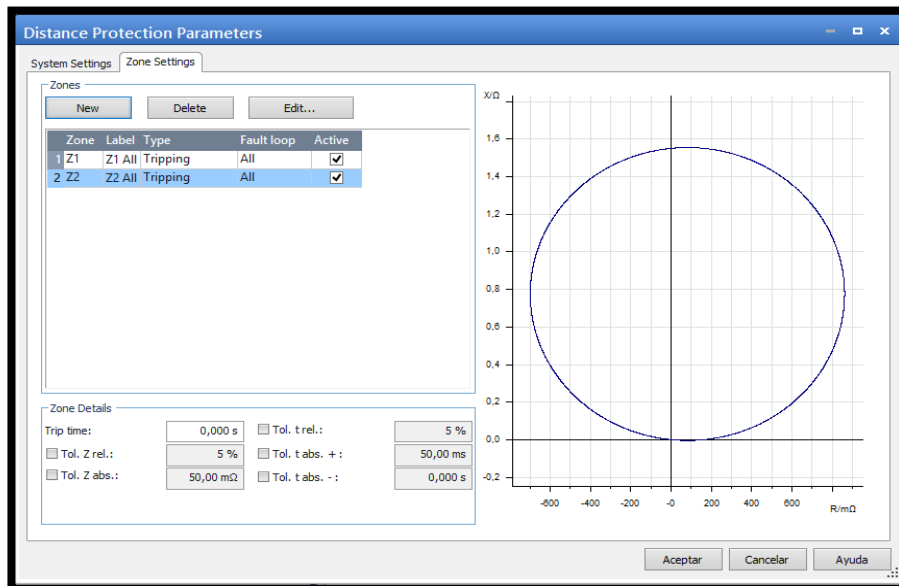 Distance Protection Parameters
System Settings Zone Settings
Zones
New Delete Edit...
Zone Label Type Fault loop Active
1 Z1 Z1 All Tripping All
2 Z2 Z2 All Tripping All
Zone Details
Trip time: 0,000 s Tol. t rel.: 5 %
Tol. Z rel.: 5 % Tol. t abs. + : 50,00 ms
Tol. Z abs.: 50,00 mΩ Tol. t abs. - : 0,000 s
X/Ω
1,6
1,4
1,2
1,0
0,8
0,6
0,4
0,2
0,0
-0,2
-600 -400 -200 -0 200 400 600 800
R/mΩ
Aceptar Cancelar Ayuda